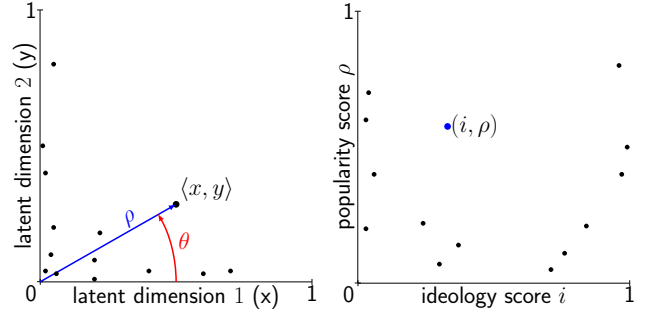 1
latent dimension 2 (y)
⟨x, y⟩
ρ
θ
0
latent dimension 1 (x)
1
1
popularity score ρ
(i, ρ)
0
ideology score i
1